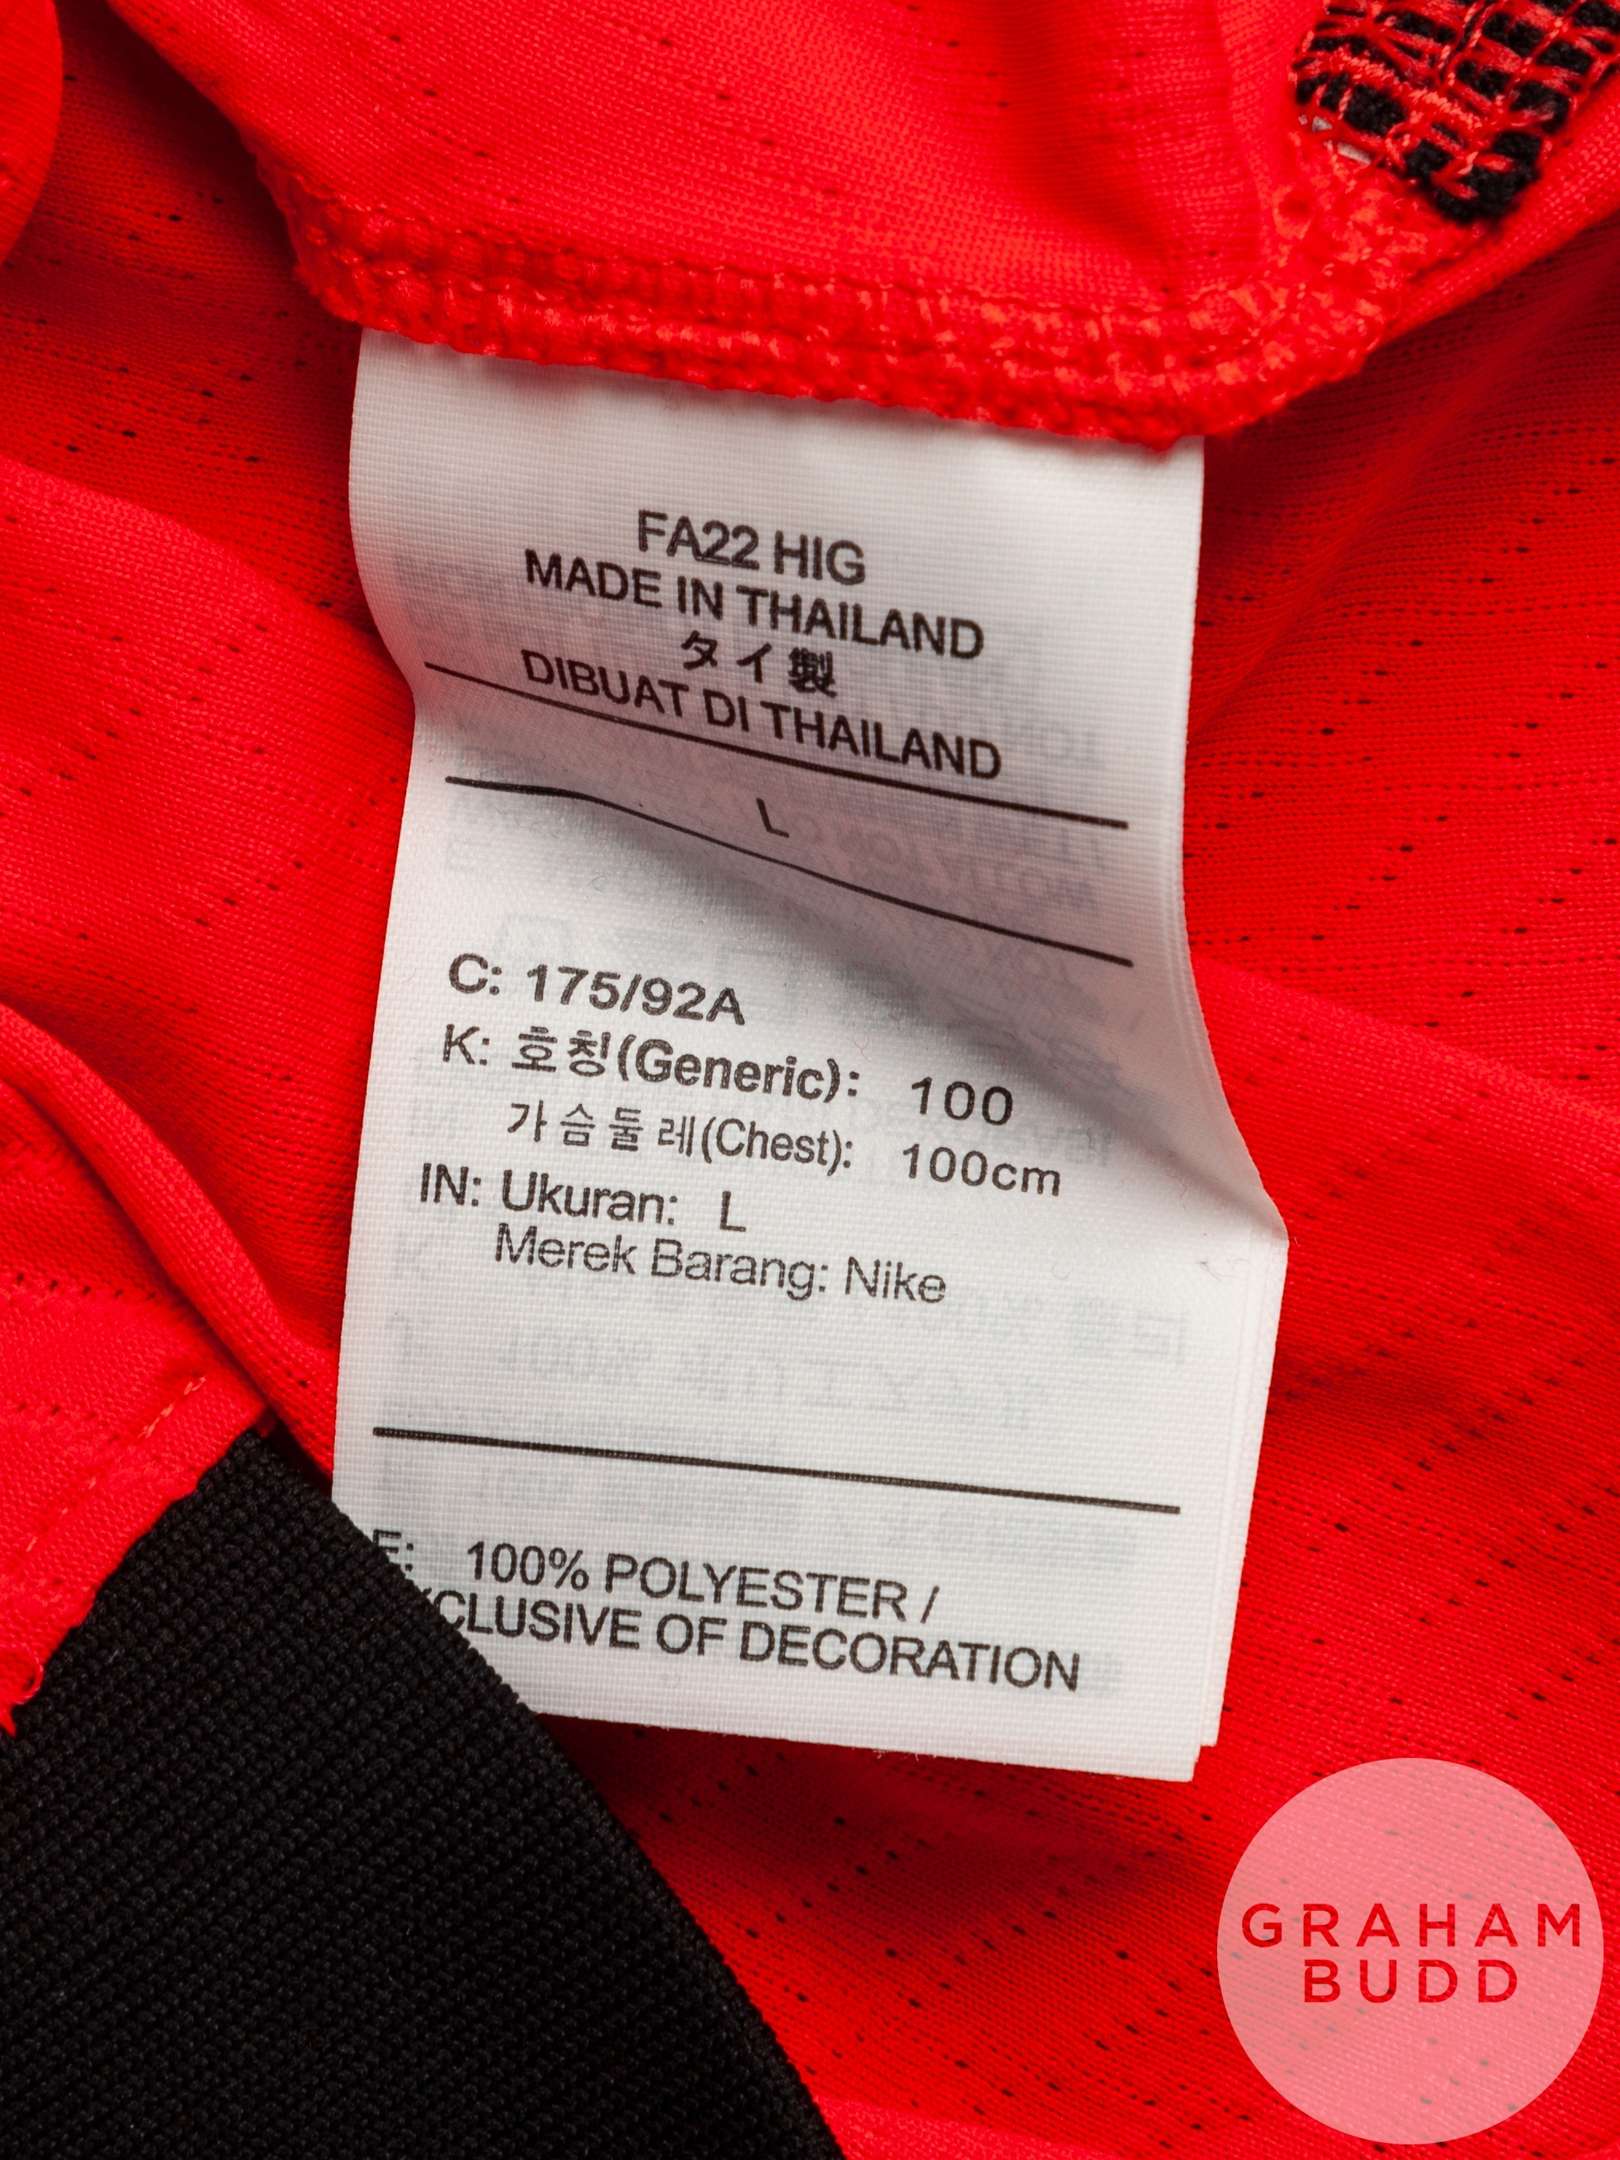 FA22 HIG
MADE IN THAILAND
タイ製
DIBUAT DI THAILAND
L
C: 175/92A
K: 호칭(Generic): 100
가슴둘레(Chest): 100cm
IN: Ukuran: L
Merek Barang: Nike
E: 100% POLYESTER /
XCLUSIVE OF DECORATION
GRAHAM
BUDD